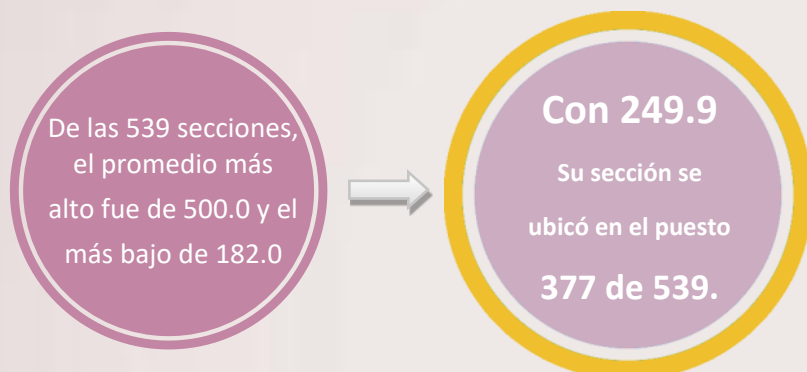 De las 539 secciones,
el promedio más
alto fue de 500.0 y el
más bajo de 182.0
Con 249.9
Su sección se
ubicó en el puesto
377 de 539.